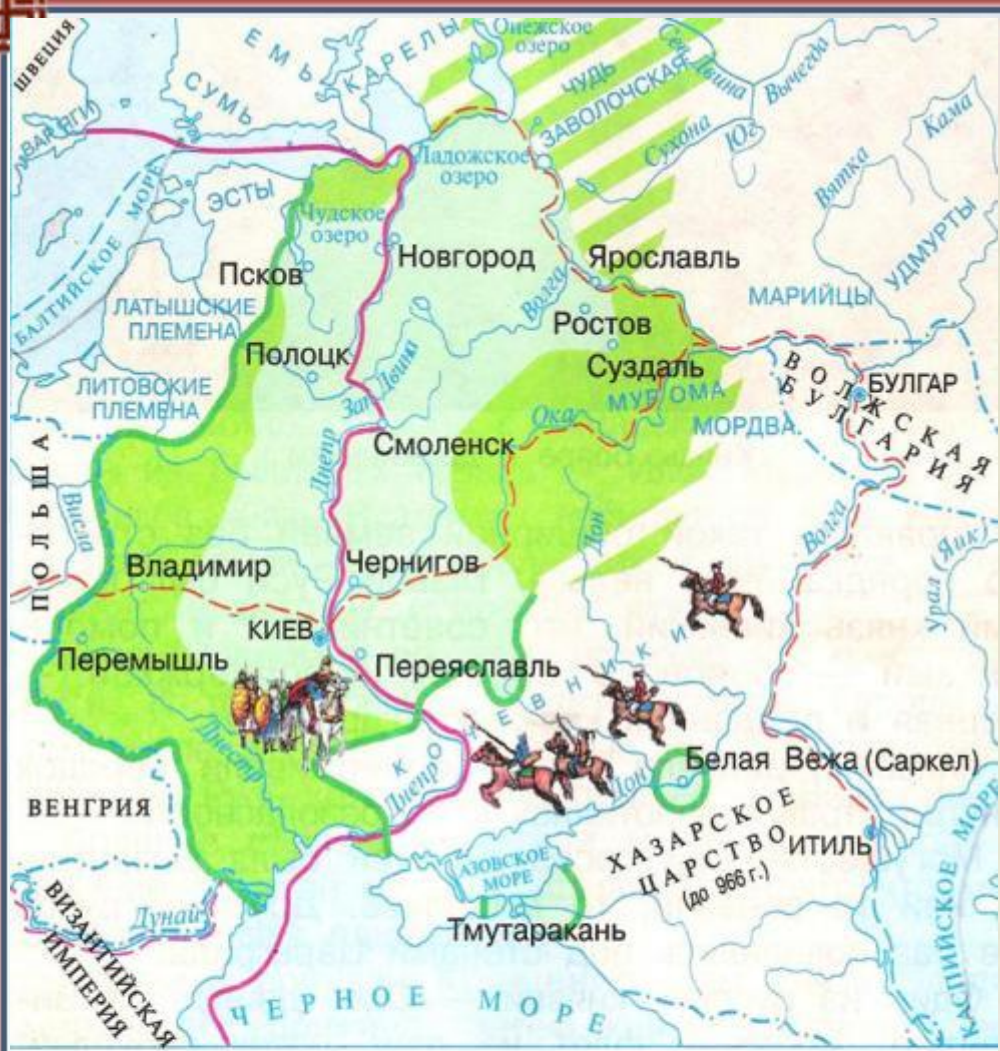 ШВЕЦИЯ
ЕМЬ
КАРЕЛЫ
Онежское
озеро
СУМЬ
ЧУДЬ
ЗАВОЛОЧСКАЯ
Сев. Двина
Вычегда
Кама
Сухона
Юг
Вятка
ВАРЯГИ
Ладожское
озеро
БАЛТИЙСКОЕ МОРЕ
ЭСТЫ
Чудское
озеро
УДМУРТЫ
Псков
Новгород
Волга
Ярославль
МАРИЙЦЫ
ЛАТЫШСКИЕ
ПЛЕМЕНА
Ростов
Полоцк
Зап. Двина
Суздаль
ВОЛЖСКАЯ
БУЛГАРИЯ
БУЛГАР
ЛИТОВСКИЕ
ПЛЕМЕНА
МУРОМА
Ока
МОРДВА
Смоленск
ПОЛЬША
Днепр
Висла
Дон
Волга
Урал (Яик)
Владимир
Чернигов
КИЕВ
Перемышль
Переяславль
КОЧЕВНИКИ
Днестр
Днепр
Дон
Белая Вежа (Саркел)
ВЕНГРИЯ
ХАЗАРСКОЕ
ЦАРСТВО
(до 966 г.)
ИТИЛЬ
АЗОВСКОЕ
МОРЕ
Дунай
ВИЗАНТИЙСКАЯ
ИМПЕРИЯ
Тмутаракань
КАСПИЙСКОЕ МОРЕ
ЧЕРНОЕ МОРЕ